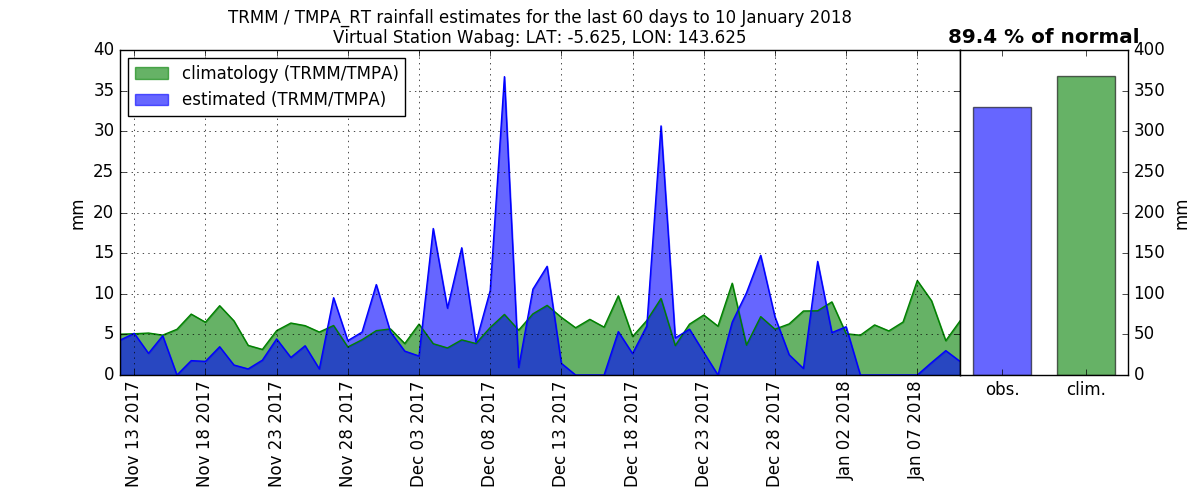 TRMM / TMPA_RT rainfall estimates for the last 60 days to 10 January 2018
Virtual Station Wabag: LAT: -5.625, LON: 143.625
89.4 % of normal
climatology (TRMM/TMPA)
estimated (TRMM/TMPA)
40
35
30
25
20
15
10
5
0
mm
400
350
300
250
200
150
100
50
0
mm
Nov 13 2017
Nov 18 2017
Nov 23 2017
Nov 28 2017
Dec 03 2017
Dec 08 2017
Dec 13 2017
Dec 18 2017
Dec 23 2017
Dec 28 2017
Jan 02 2018
Jan 07 2018
obs.
clim.